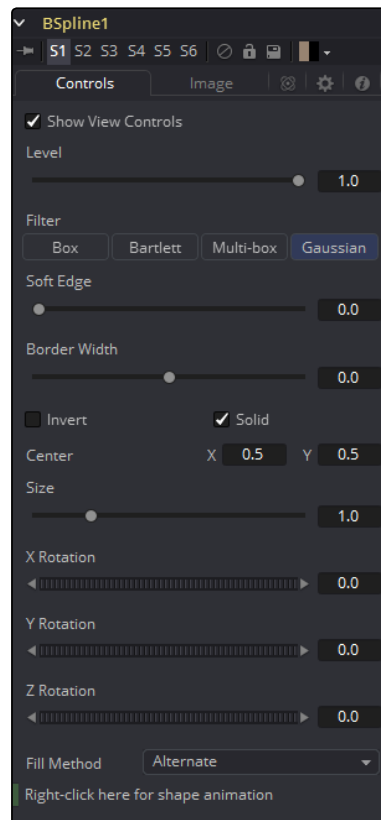 BSpline1
S1 S2 S3 S4 S5 S6
Controls Image
Show View Controls
Level
1.0
Filter
Box Bartlett Multi-box Gaussian
Soft Edge
0.0
Border Width
0.0
Invert Solid
Center X 0.5 Y 0.5
Size
1.0
X Rotation
0.0
Y Rotation
0.0
Z Rotation
0.0
Fill Method Alternate
Right-click here for shape animation